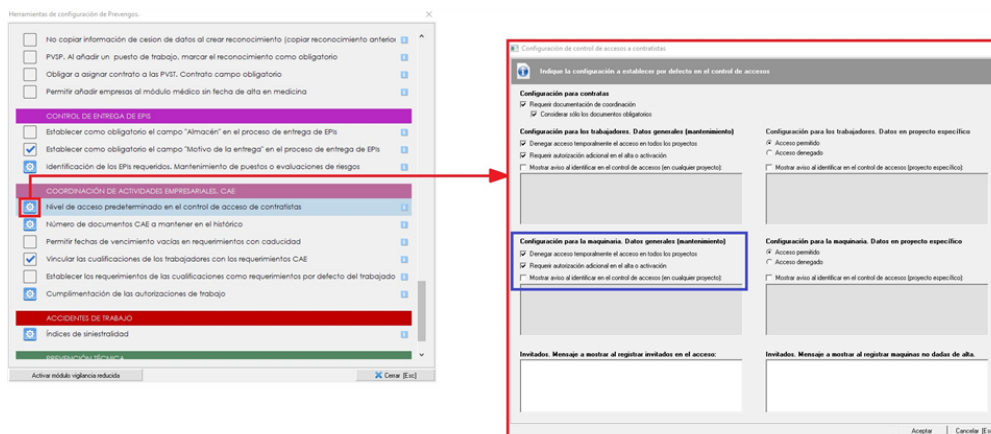 Herramientas de configuración de Prevengos.
No copiar información de cesion de datos al crear reconocimiento (copiar reconocimiento anterior
PVSP. Al añadir un puesto de trabajo, marcar el reconocimiento como obligatorio
Obligar a asignar contrato a las PVST. Contrato campo obligatorio
Permitir añadir empresas al módulo médico sin fecha de alta en medicina
CONTROL DE ENTREGA DE EPIS
Establecer como obligatorio el campo "Almacén" en el proceso de entrega de EPIs
Establecer como obligatorio el campo "Motivo de la entrega" en el proceso de entrega de EPIs
Identificación de los EPIs requeridos. Mantenimiento de puestos o evaluaciones de riesgos
COORDINACIÓN DE ACTIVIDADES EMPRESARIALES. CAE
Nivel de acceso predeterminado en el control de acceso de contratistas
Número de documentos CAE a mantener en el histórico
Permitir fechas de vencimiento vacías en requerimientos con caducidad
Vincular las cualificaciones de los trabajadores con los requerimientos CAE
Establecer los requerimientos de las cualificaciones como requerimientos por defecto del trabajado
Cumplimentación de las autorizaciones de trabajo
ACCIDENTES DE TRABAJO
Índices de siniestralidad
PREVENCIÓN TÉCNICA
Activar módulo vigilancia reducida
Cerrar [Esc]
Configuración de control de accesos a contratistas
Indique la configuración a establecer por defecto en el control de accesos
Configuración para contratas
Requerir documentación de coordinación
Considerar sólo los documentos obligatorios
Configuración para los trabajadores. Datos generales (mantenimiento)
Denegar acceso temporalmente el acceso en todos los proyectos
Requerir autorización adicional en el alta o activación
Mostrar aviso al identificar en el control de accesos (en cualquier proyecto):
Configuración para los trabajadores. Datos en proyecto específico
Acceso permitido
Acceso denegado
Mostrar aviso al identificar en el control de accesos (proyecto específico):
Configuración para la maquinaria. Datos generales (mantenimiento)
Denegar acceso temporalmente el acceso en todos los proyectos
Requerir autorización adicional en el alta o activación
Mostrar aviso al identificar en el control de accesos (en cualquier proyecto):
Configuración para la maquinaria. Datos en proyecto específico
Acceso permitido
Acceso denegado
Mostrar aviso al identificar en el control de accesos (proyecto específico):
Invitados. Mensaje a mostrar al registrar invitados en el acceso:
Invitados. Mensaje a mostrar al registrar maquinas no dadas de alta.
Aceptar
Cancelar [Esc